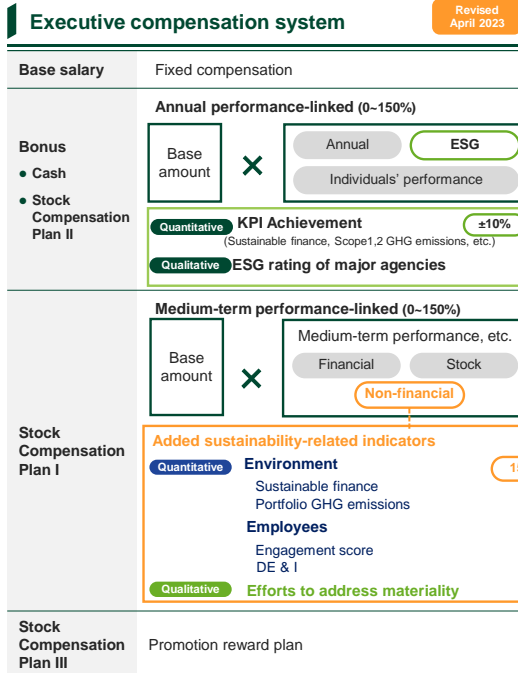 Executive compensation system
Revised
April 2023
Base salary
Fixed compensation
Bonus
● Cash
● Stock
Compensation
Plan II
Annual performance-linked (0~150%)
Base
amount
×
Annual
ESG
Individuals' performance
Quantitative
KPI Achievement
±10%
(Sustainable finance, Scope1,2 GHG emissions, etc.)
Qualitative
ESG rating of major agencies
Stock
Compensation
Plan I
Medium-term performance-linked (0~150%)
Base
amount
×
Medium-term performance, etc.
Financial
Stock
Non-financial
Added sustainability-related indicators
Quantitative
Environment
Sustainable finance
Portfolio GHG emissions
Employees
Engagement score
DE & I
Qualitative
Efforts to address materiality
Stock
Compensation
Plan III
Promotion reward plan